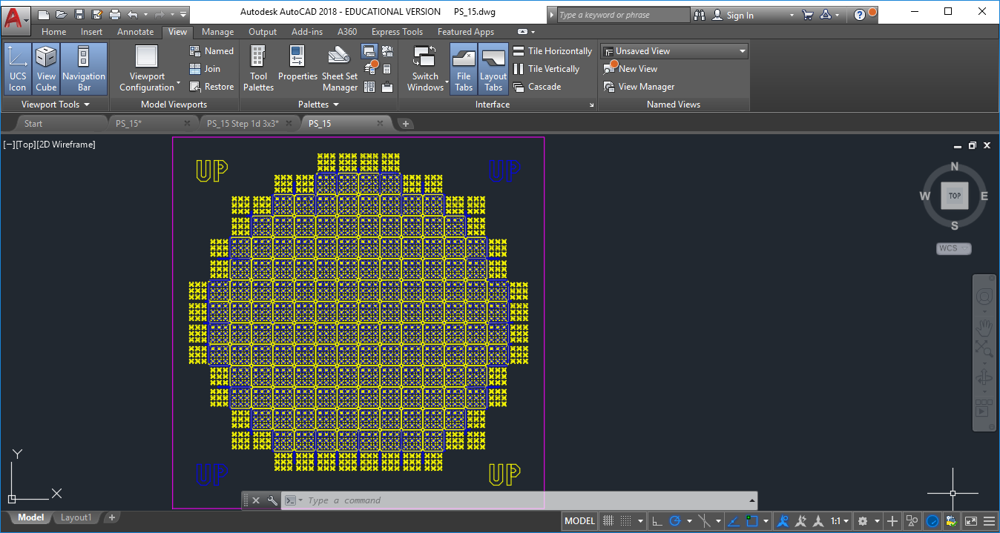 Autodesk AutoCAD 2018 - EDUCATIONAL VERSION PS_15.dwg
Type a keyword or phrase
Sign In
Home Insert Annotate View Manage Output Add-ins A360 Express Tools Featured Apps
UCS Icon
View Cube
Navigation Bar
Viewport Tools
Viewport Configuration
Named
Join
Restore
Model Viewports
Tool Palettes
Properties
Sheet Set Manager
Palettes
Switch Windows
File Tabs
Layout Tabs
Tile Horizontally
Tile Vertically
Cascade
Interface
Unsaved View
New View
View Manager
Named Views
Start PS_15* PS_15 Step 1d 3x3* PS_15
[−][Top][2D Wireframe]
UP UP
N
W TOP E
S
WCS
UP UP
Y
X
Type a command
Model Layout1
MODEL 1:1